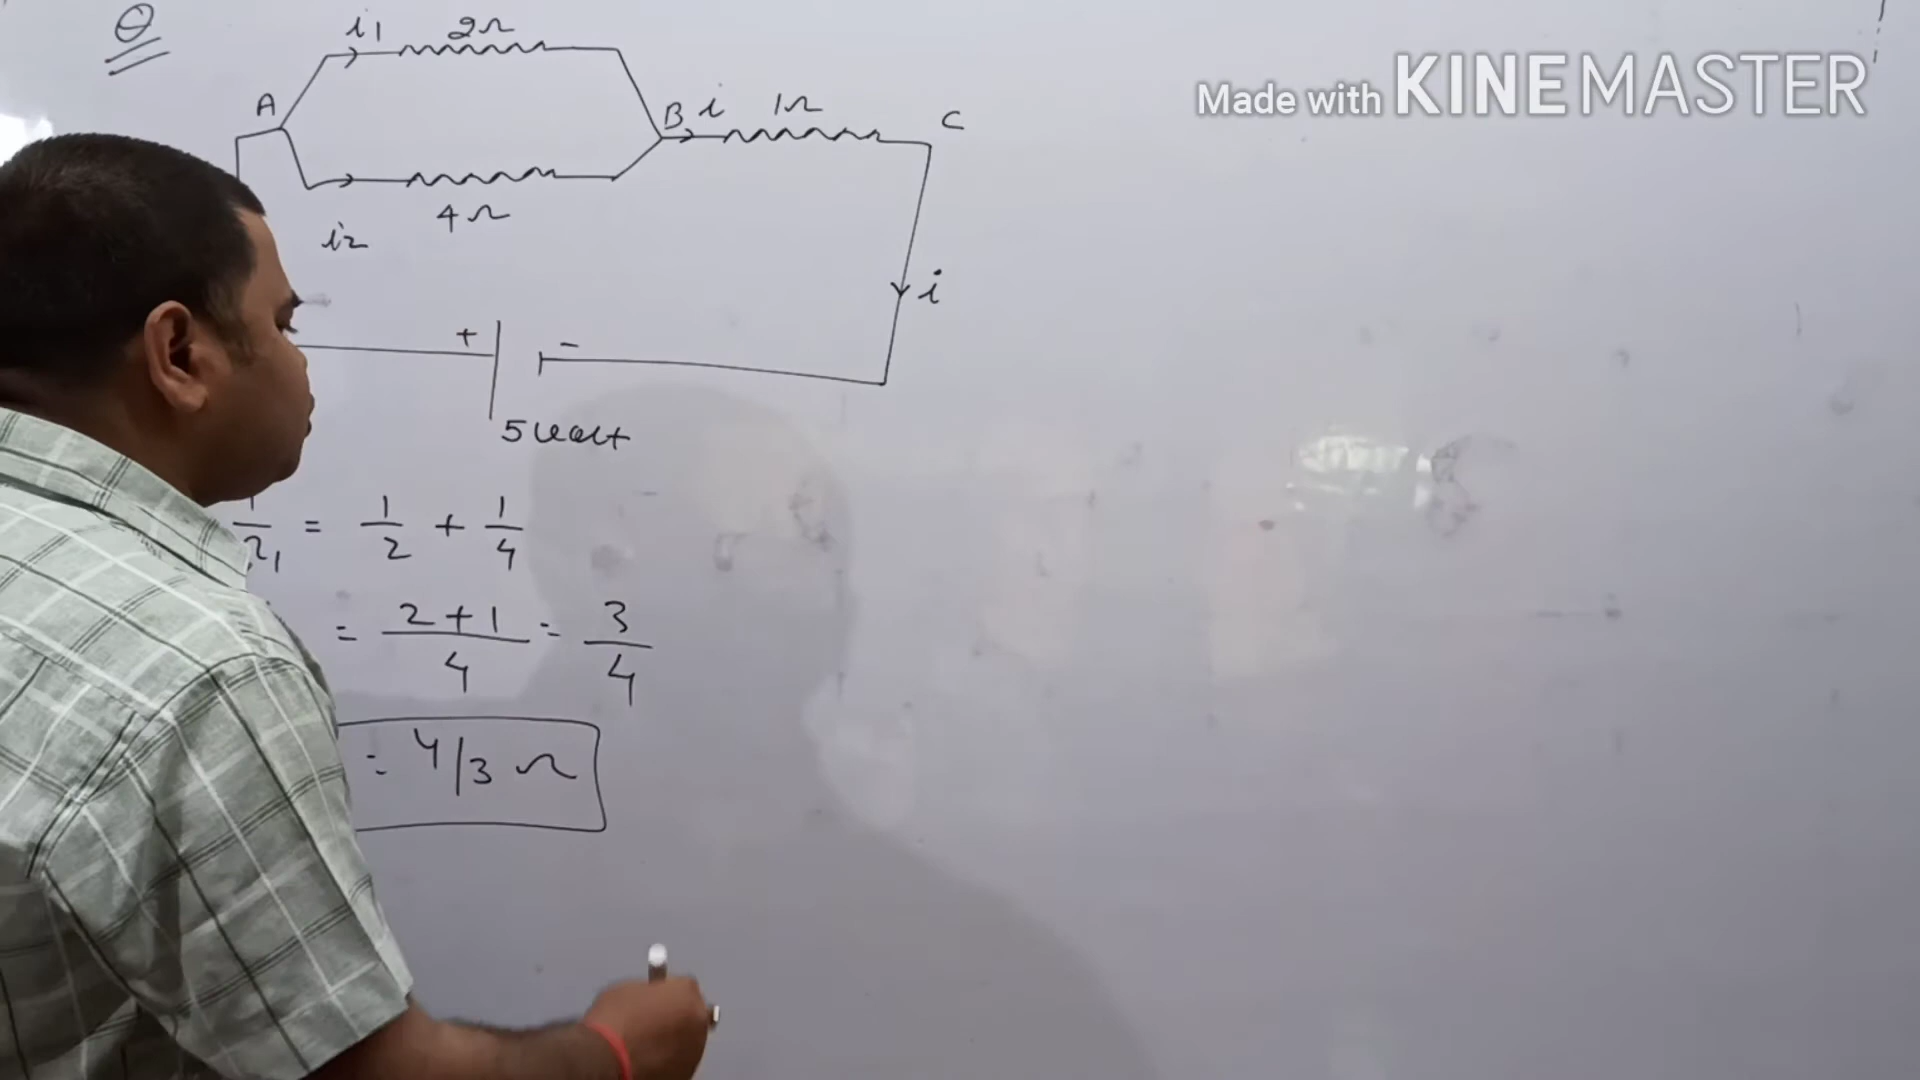 Q
i1 2Ω
A
B i 1Ω C
4Ω
i2
i
+ -
5 volt
1/r1 = 1/2 + 1/4
= 2+1/4 = 3/4
= 4/3 Ω
Made with KINEMASTER